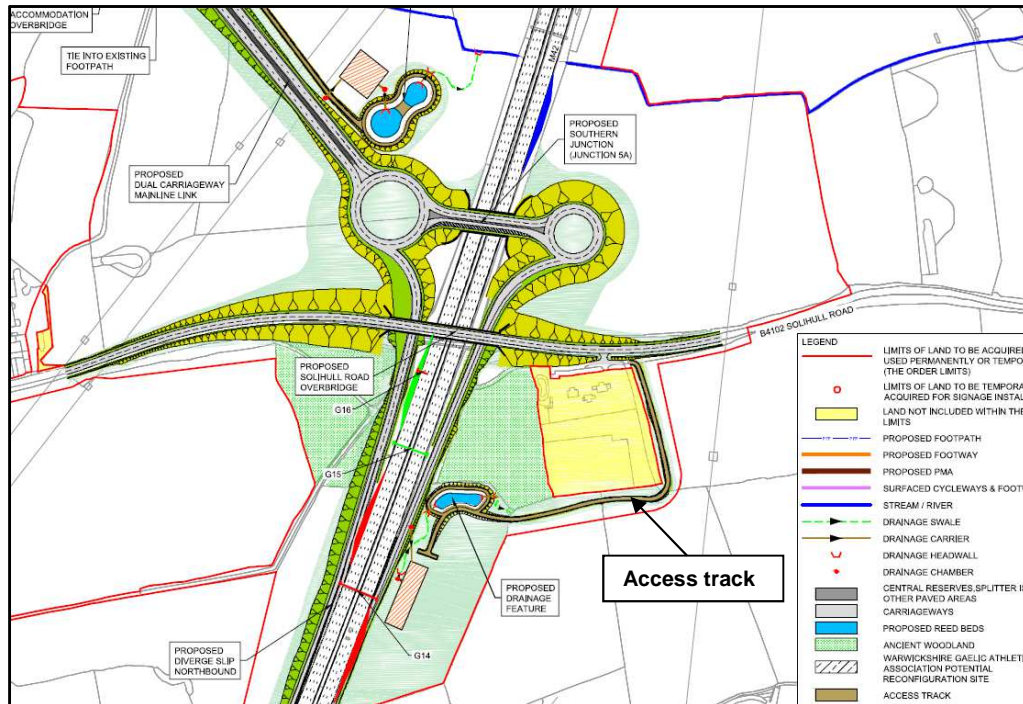 ACCOMMODATION
OVERBRIDGE
TIE INTO EXISTING
FOOTPATH
M42
PROPOSED
SOUTHERN
JUNCTION
(JUNCTION 5A)
PROPOSED
DUAL CARRIAGEWAY
MAINLINE LINK
B4102 SOLIHULL ROAD
PROPOSED
SOLIHULL ROAD
OVERBRIDGE
G16
G15
Access track
PROPOSED
DRAINAGE
FEATURE
PROPOSED
DIVERGE SLIP
NORTHBOUND
G14
LEGEND
LIMITS OF LAND TO BE ACQUIRED
USED PERMANENTLY OR TEMPO
(THE ORDER LIMITS)
LIMITS OF LAND TO BE TEMPORA
ACQUIRED FOR SIGNAGE INSTAL
LAND NOT INCLUDED WITHIN THE
LIMITS
PROPOSED FOOTPATH
PROPOSED FOOTWAY
PROPOSED PMA
SURFACED CYCLEWAYS & FOOT
STREAM / RIVER
DRAINAGE SWALE
DRAINAGE CARRIER
DRAINAGE HEADWALL
DRAINAGE CHAMBER
CENTRAL RESERVES, SPLITTER I
OTHER PAVED AREAS
CARRIAGEWAYS
PROPOSED REED BEDS
ANCIENT WOODLAND
WARWICKSHIRE GAELIC ATHLET
ASSOCIATION POTENTIAL
RECONFIGURATION SITE
ACCESS TRACK